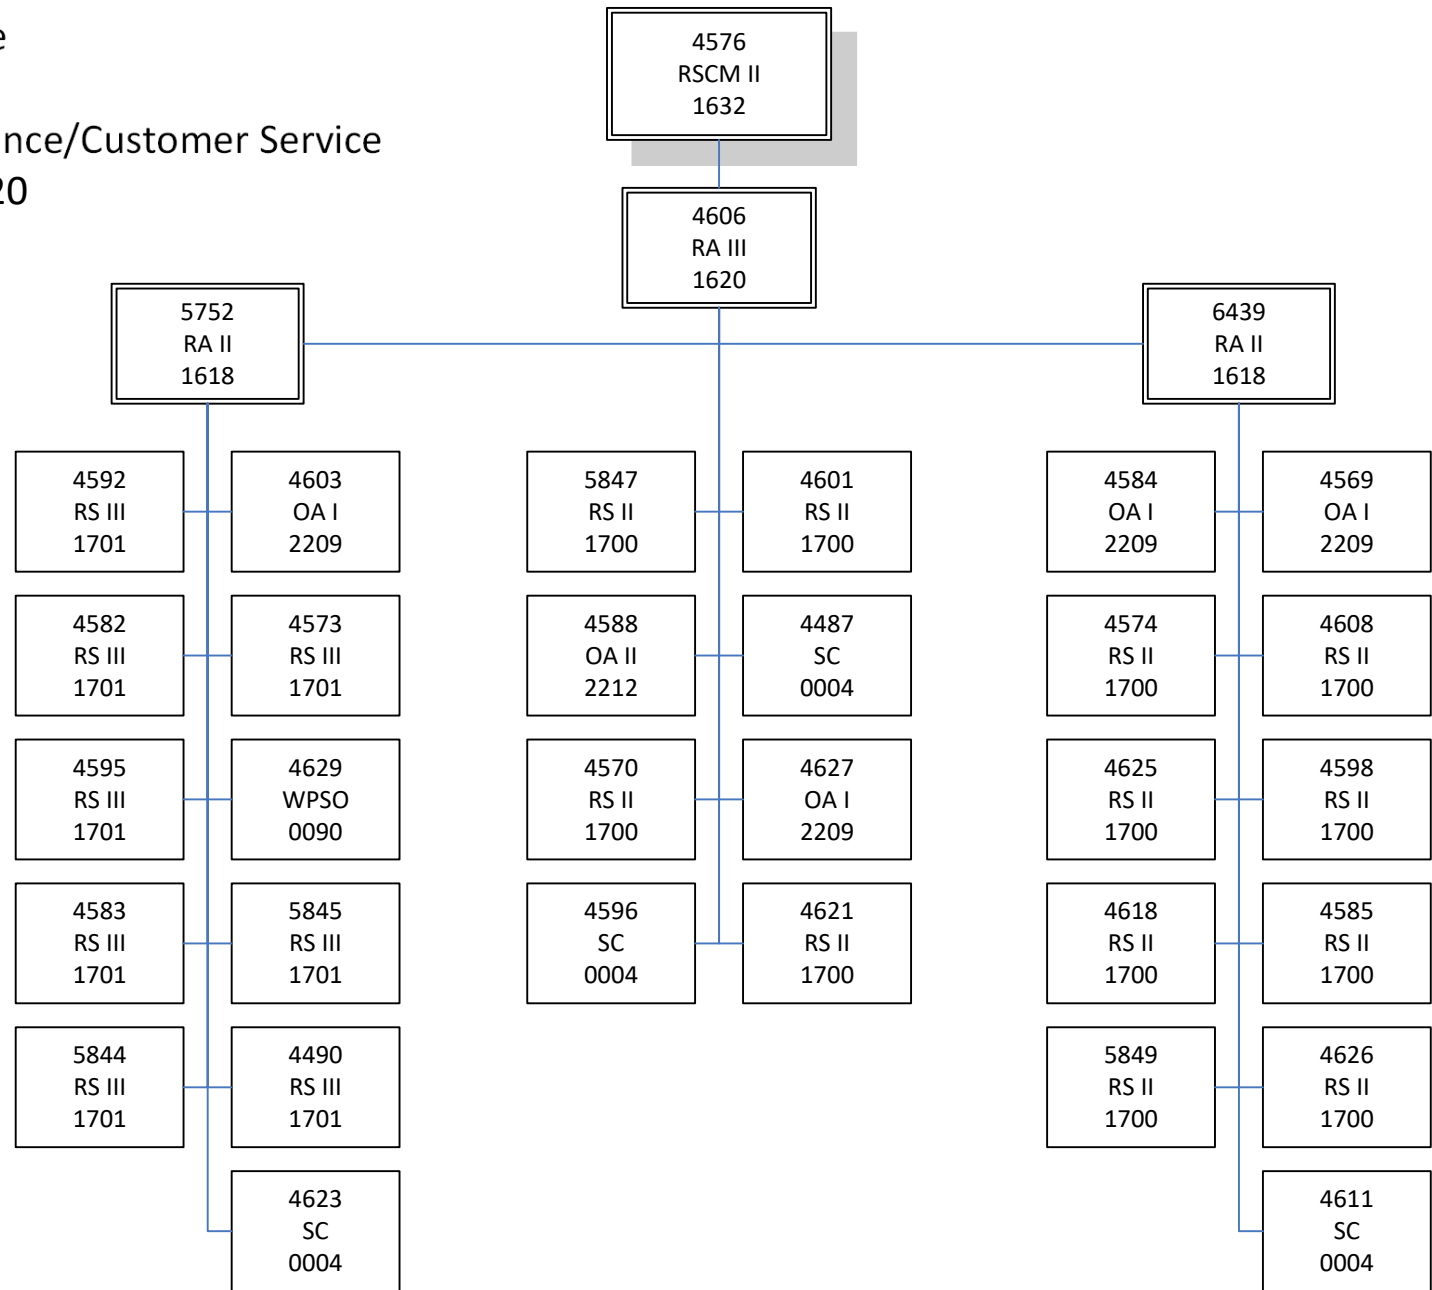 e
nce/Customer Service
20
4576
RSCM II
1632
4606
RA III
1620
5752
RA II
1618
6439
RA II
1618
4592
RS III
1701
4603
OA I
2209
5847
RS II
1700
4601
RS II
1700
4584
OA I
2209
4569
OA I
2209
4582
RS III
1701
4573
RS III
1701
4588
OA II
2212
4487
SC
0004
4574
RS II
1700
4608
RS II
1700
4595
RS III
1701
4629
WPSO
0090
4570
RS II
1700
4627
OA I
2209
4625
RS II
1700
4598
RS II
1700
4583
RS III
1701
5845
RS III
1701
4596
SC
0004
4621
RS II
1700
4618
RS II
1700
4585
RS II
1700
5844
RS III
1701
4490
RS III
1701
5849
RS II
1700
4626
RS II
1700
4623
SC
0004
4611
SC
0004